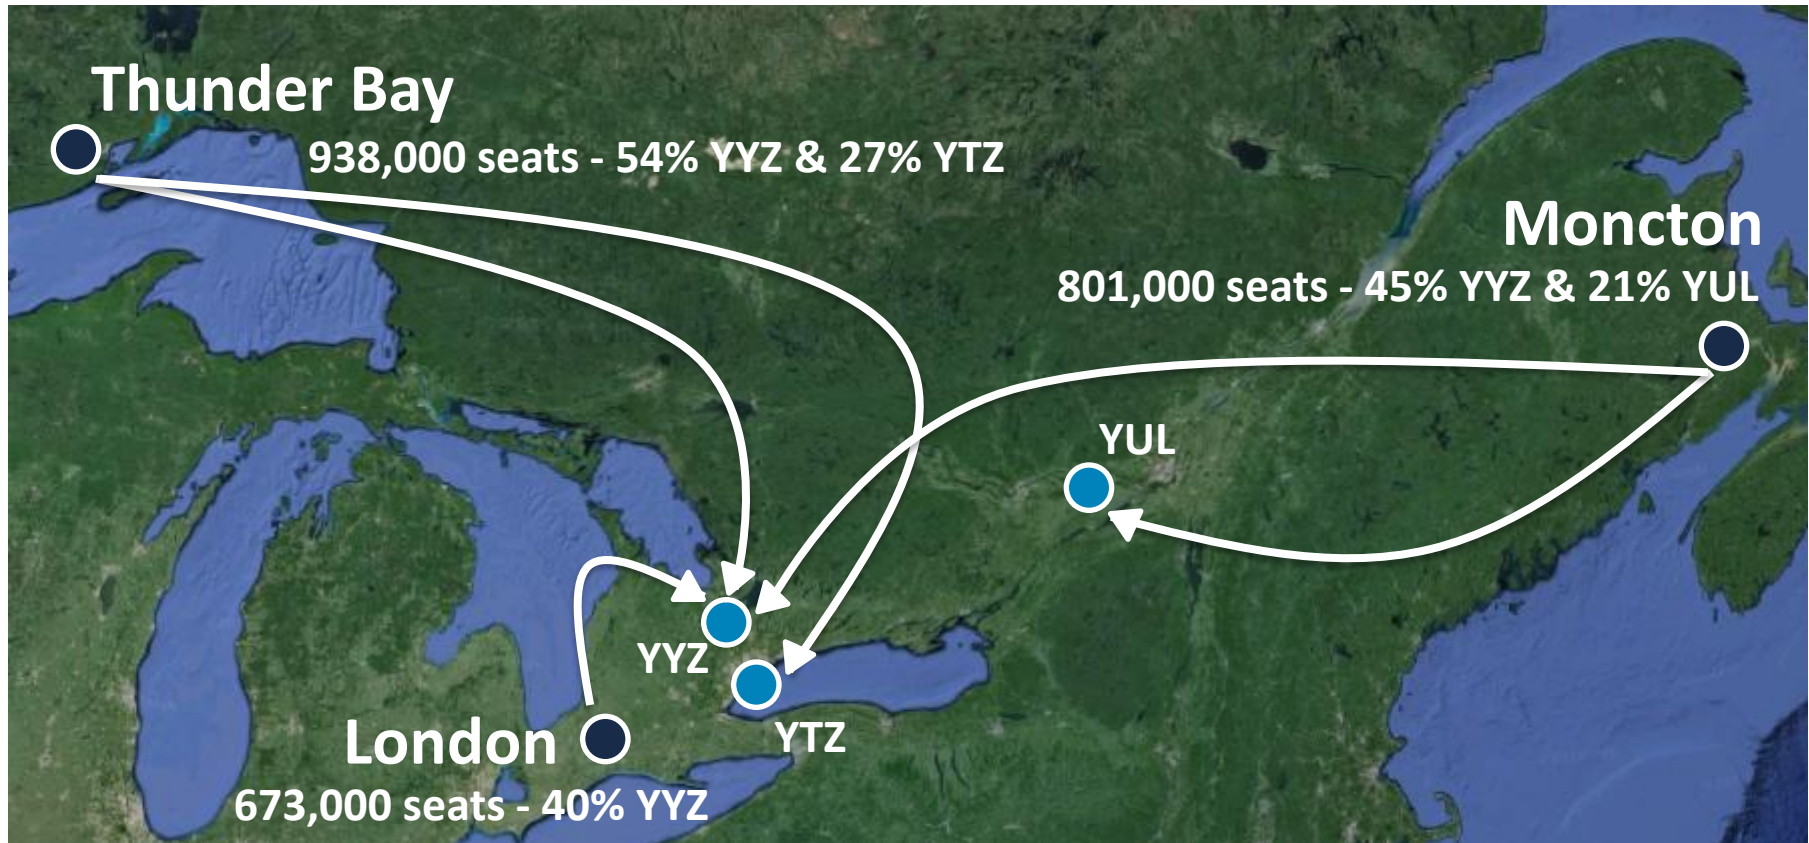 Thunder Bay
938,000 seats - 54% YYZ & 27% YTZ
Moncton
801,000 seats - 45% YYZ & 21% YUL
YUL
YYZ
YTZ
London
673,000 seats - 40% YYZ